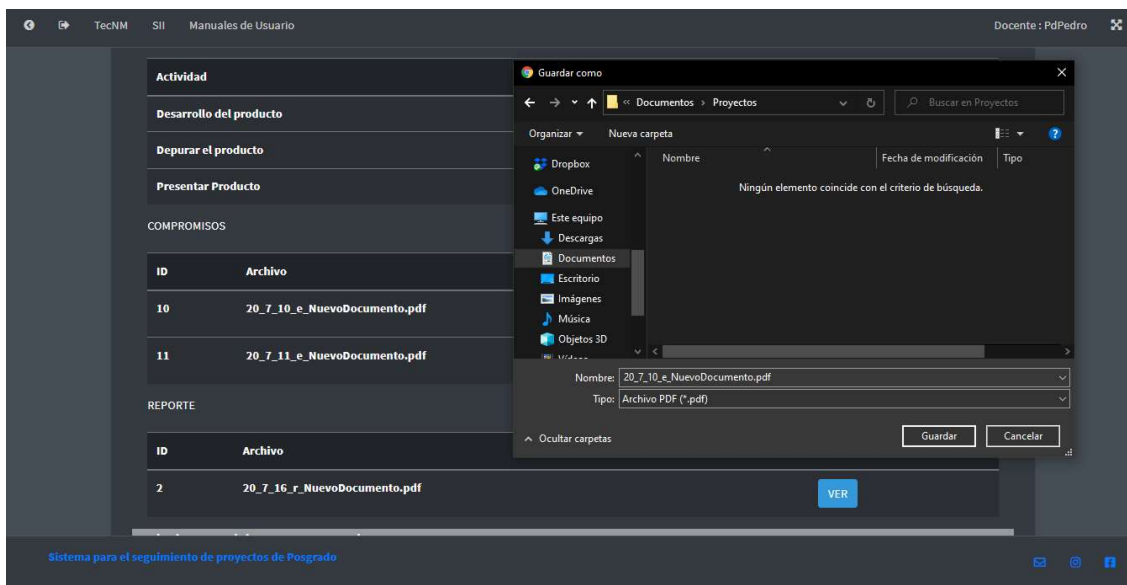 TecNM SII Manuales de Usuario Docente : PdPedro
Actividad
Desarrollo del producto
Depurar el producto
Presentar Producto
COMPROMISOS
ID Archivo
10 20_7_10_e_NuevoDocumento.pdf
11 20_7_11_e_NuevoDocumento.pdf
REPORTE
ID Archivo
2 20_7_16_r_NuevoDocumento.pdf VER
Guardar como
« Documentos › Proyectos Buscar en Proyectos
Organizar Nueva carpeta
Dropbox
OneDrive
Este equipo
Descargas
Documentos
Escritorio
Imágenes
Música
Objetos 3D
Nombre Fecha de modificación Tipo
Ningún elemento coincide con el criterio de búsqueda.
Nombre: 20_7_10_e_NuevoDocumento.pdf
Tipo: Archivo PDF (*.pdf)
Ocultar carpetas Guardar Cancelar
Sistema para el seguimiento de proyectos de Posgrado